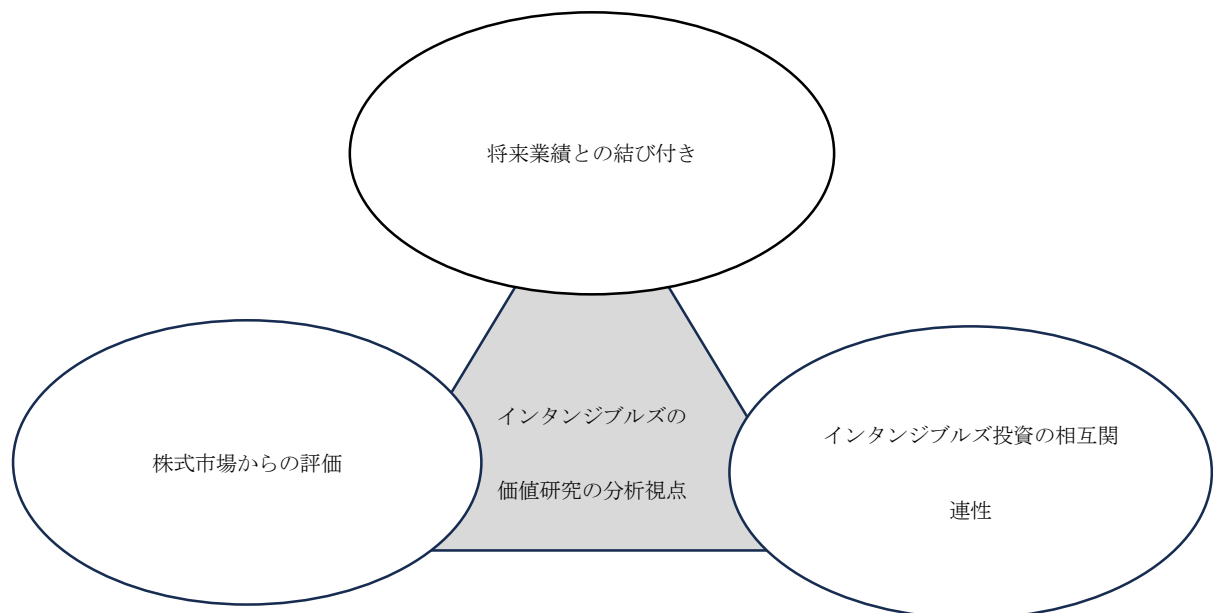 将来業績との結び付き
インタンジブルズの
価値研究の分析視点
株式市場からの評価
インタンジブルズ投資の相互関
連性